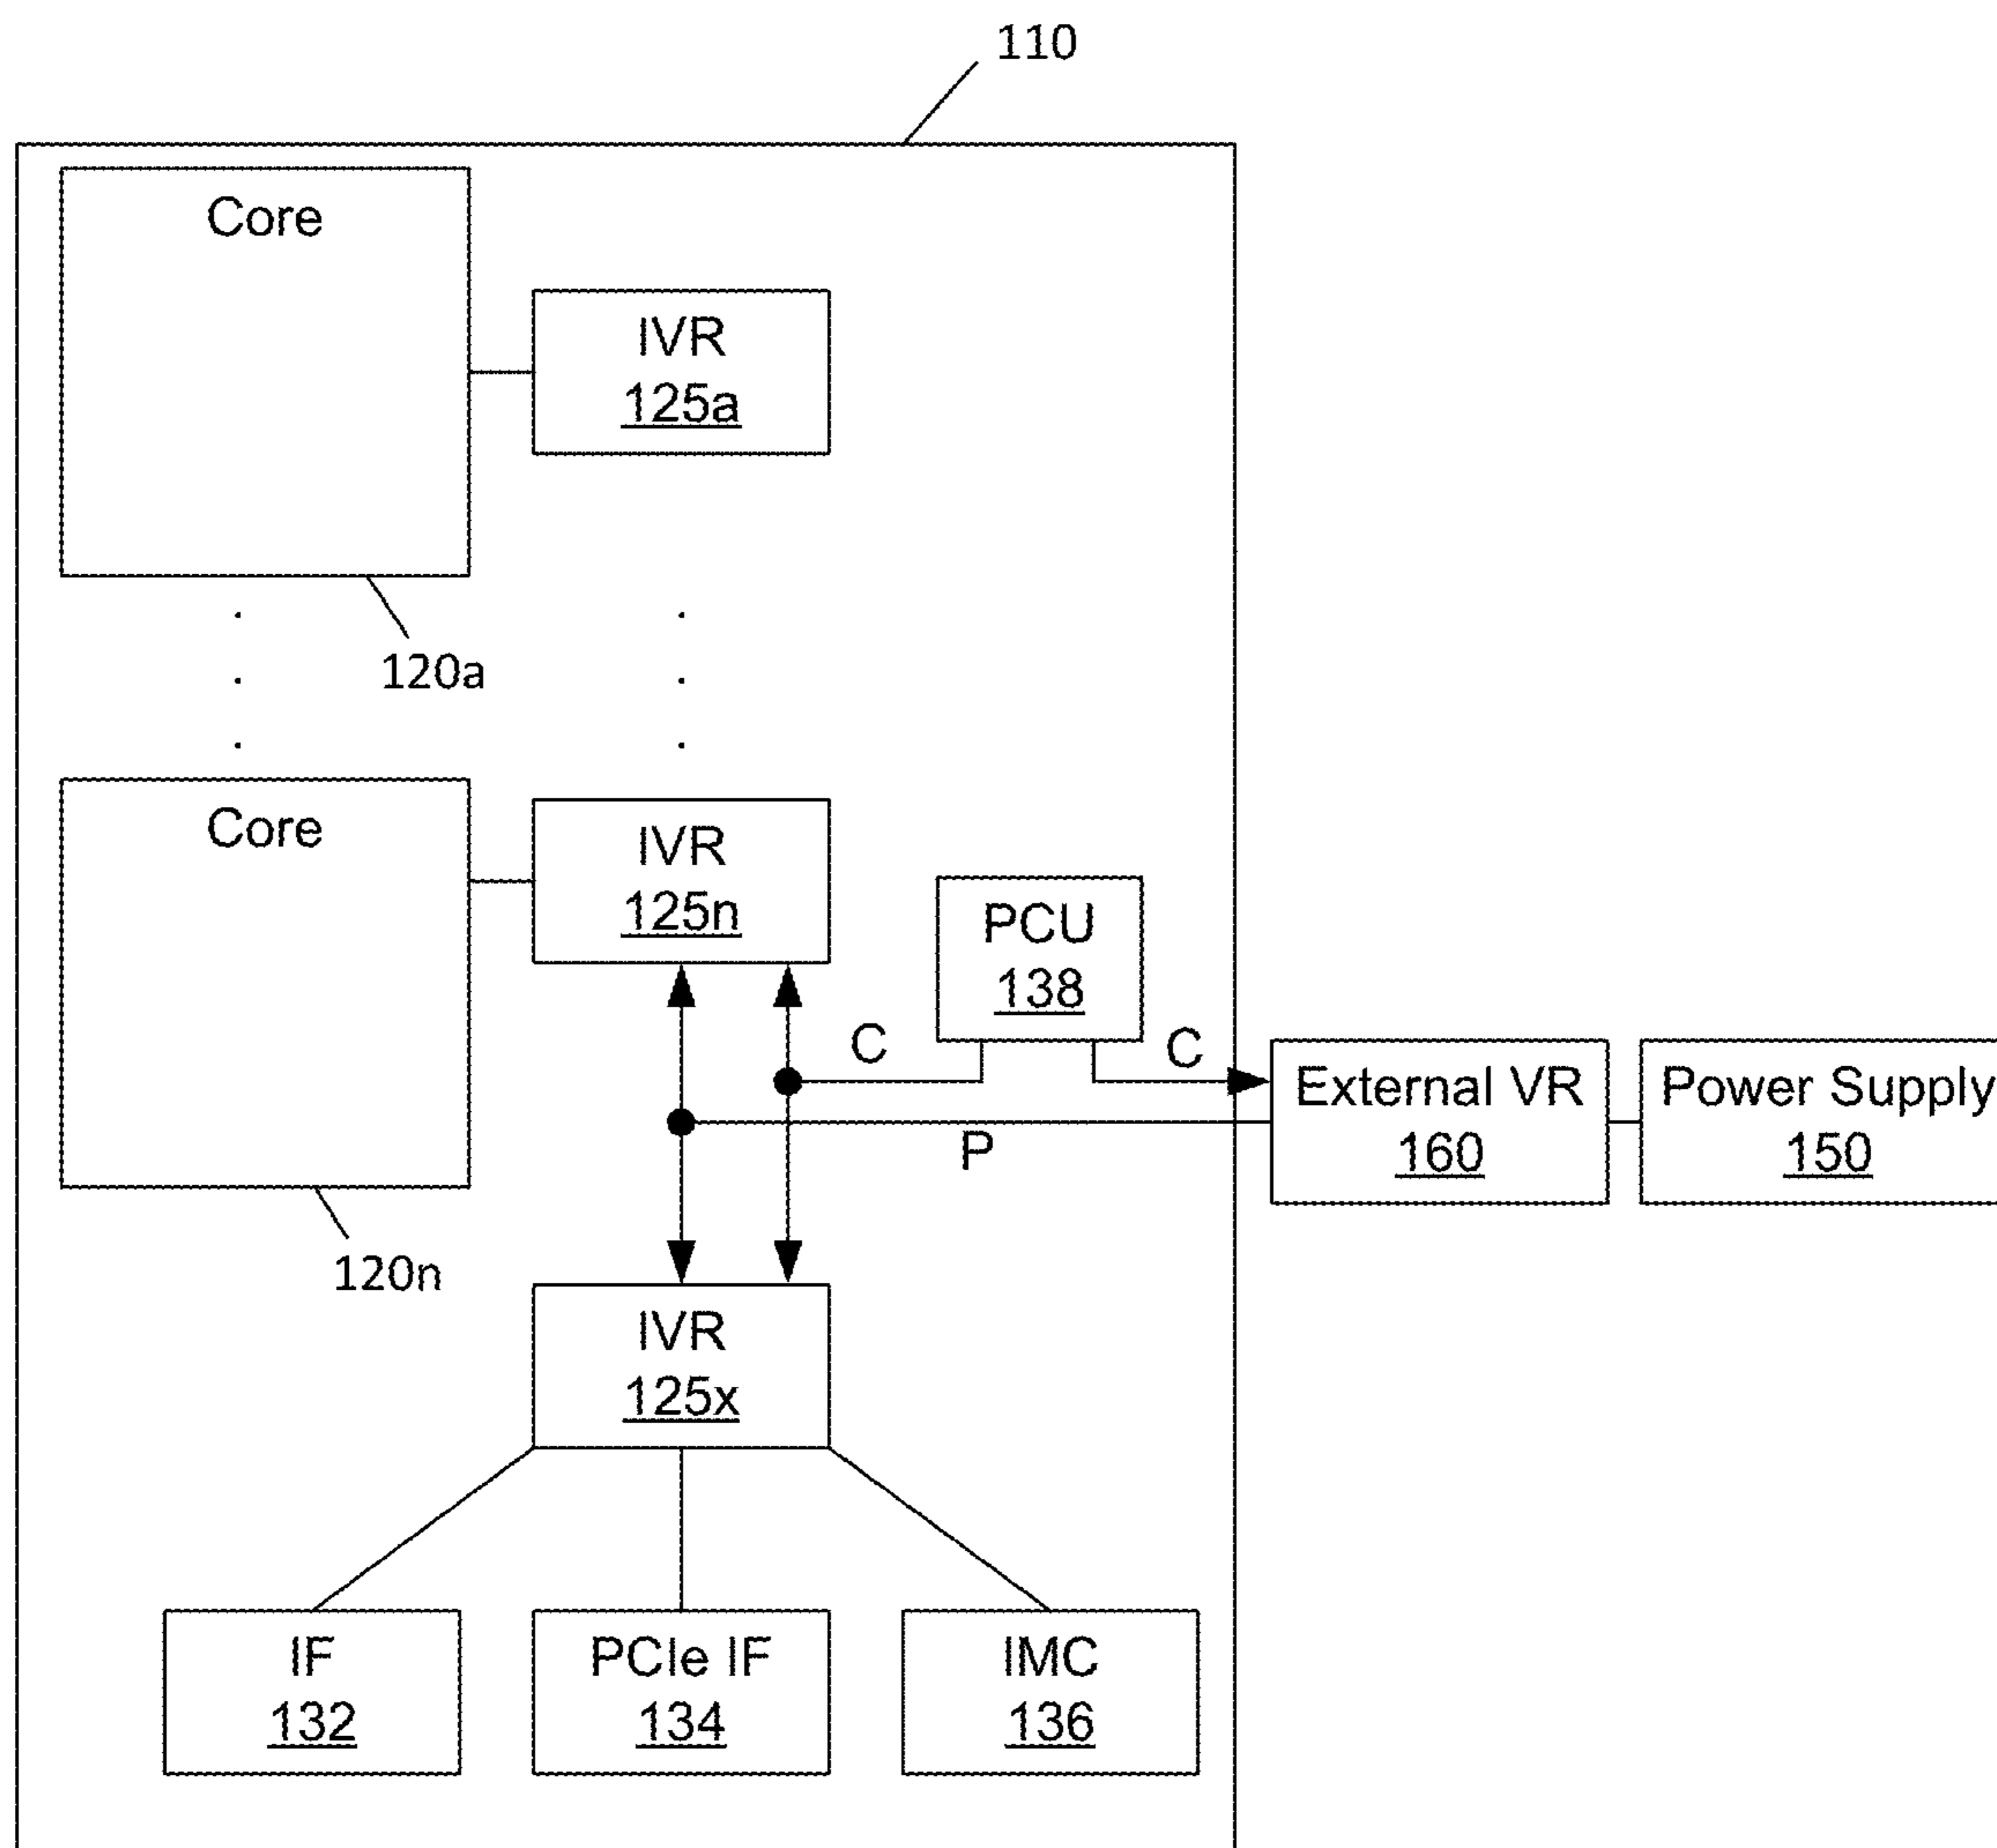 110
Core
IVR
125a
120a
Core
IVR
125n
PCU
138
C
C
External VR
160
Power Supply
150
P
120n
IVR
125x
IF
132
PCIe IF
134
IMC
136